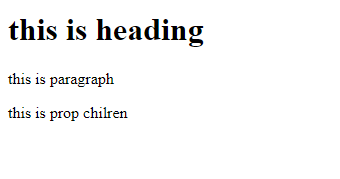 this is heading
this is paragraph
this is prop chilren